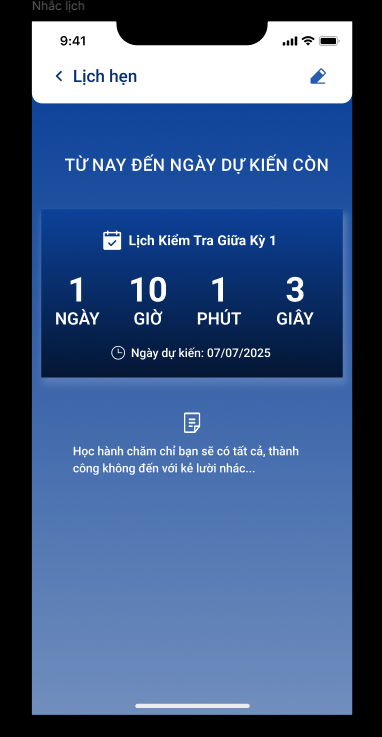 Nhắc lịch
9:41
Lịch hẹn
TỪ NAY ĐẾN NGÀY DỰ KIẾN CÒN
Lịch Kiểm Tra Giữa Kỳ 1
1 10 1 3
NGÀY GIỜ PHÚT GIÂY
Ngày dự kiến: 07/07/2025
Học hành chăm chỉ bạn sẽ có tất cả, thành
công không đến với kẻ lười nhác...